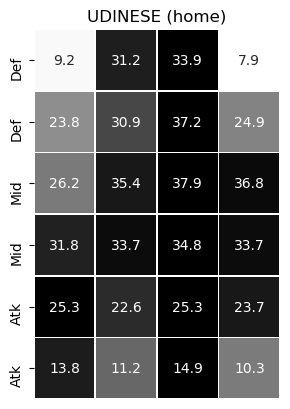 UDINESE (home)
Def 9.2 31.2 33.9 7.9
Def 23.8 30.9 37.2 24.9
Mid 26.2 35.4 37.9 36.8
Mid 31.8 33.7 34.8 33.7
Atk 25.3 22.6 25.3 23.7
Atk 13.8 11.2 14.9 10.3